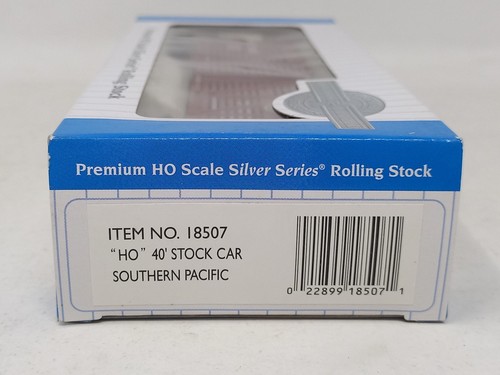 Premium HO Scale Silver Series® Rolling Stock
ITEM NO. 18507
"HO" 40' STOCK CAR
SOUTHERN PACIFIC
0 22899 18507 1